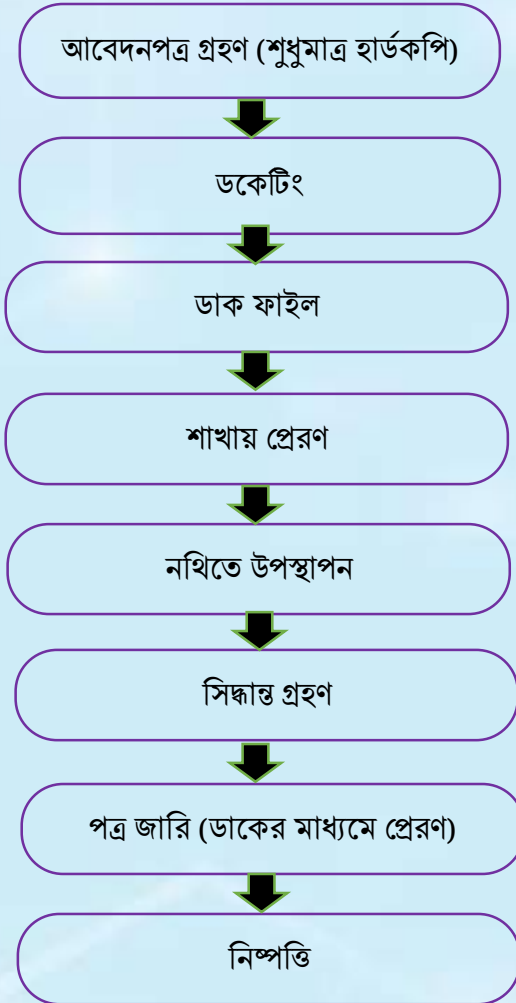 আবেদনপত্র গ্রহণ (শুধুমাত্র হার্ডকপি)
ডকেটিং
ডাক ফাইল
শাখায় প্রেরণ
নথিতে উপস্থাপন
সিদ্ধান্ত গ্রহণ
পত্র জারি (ডাকের মাধ্যমে প্রেরণ)
নিষ্পত্তি